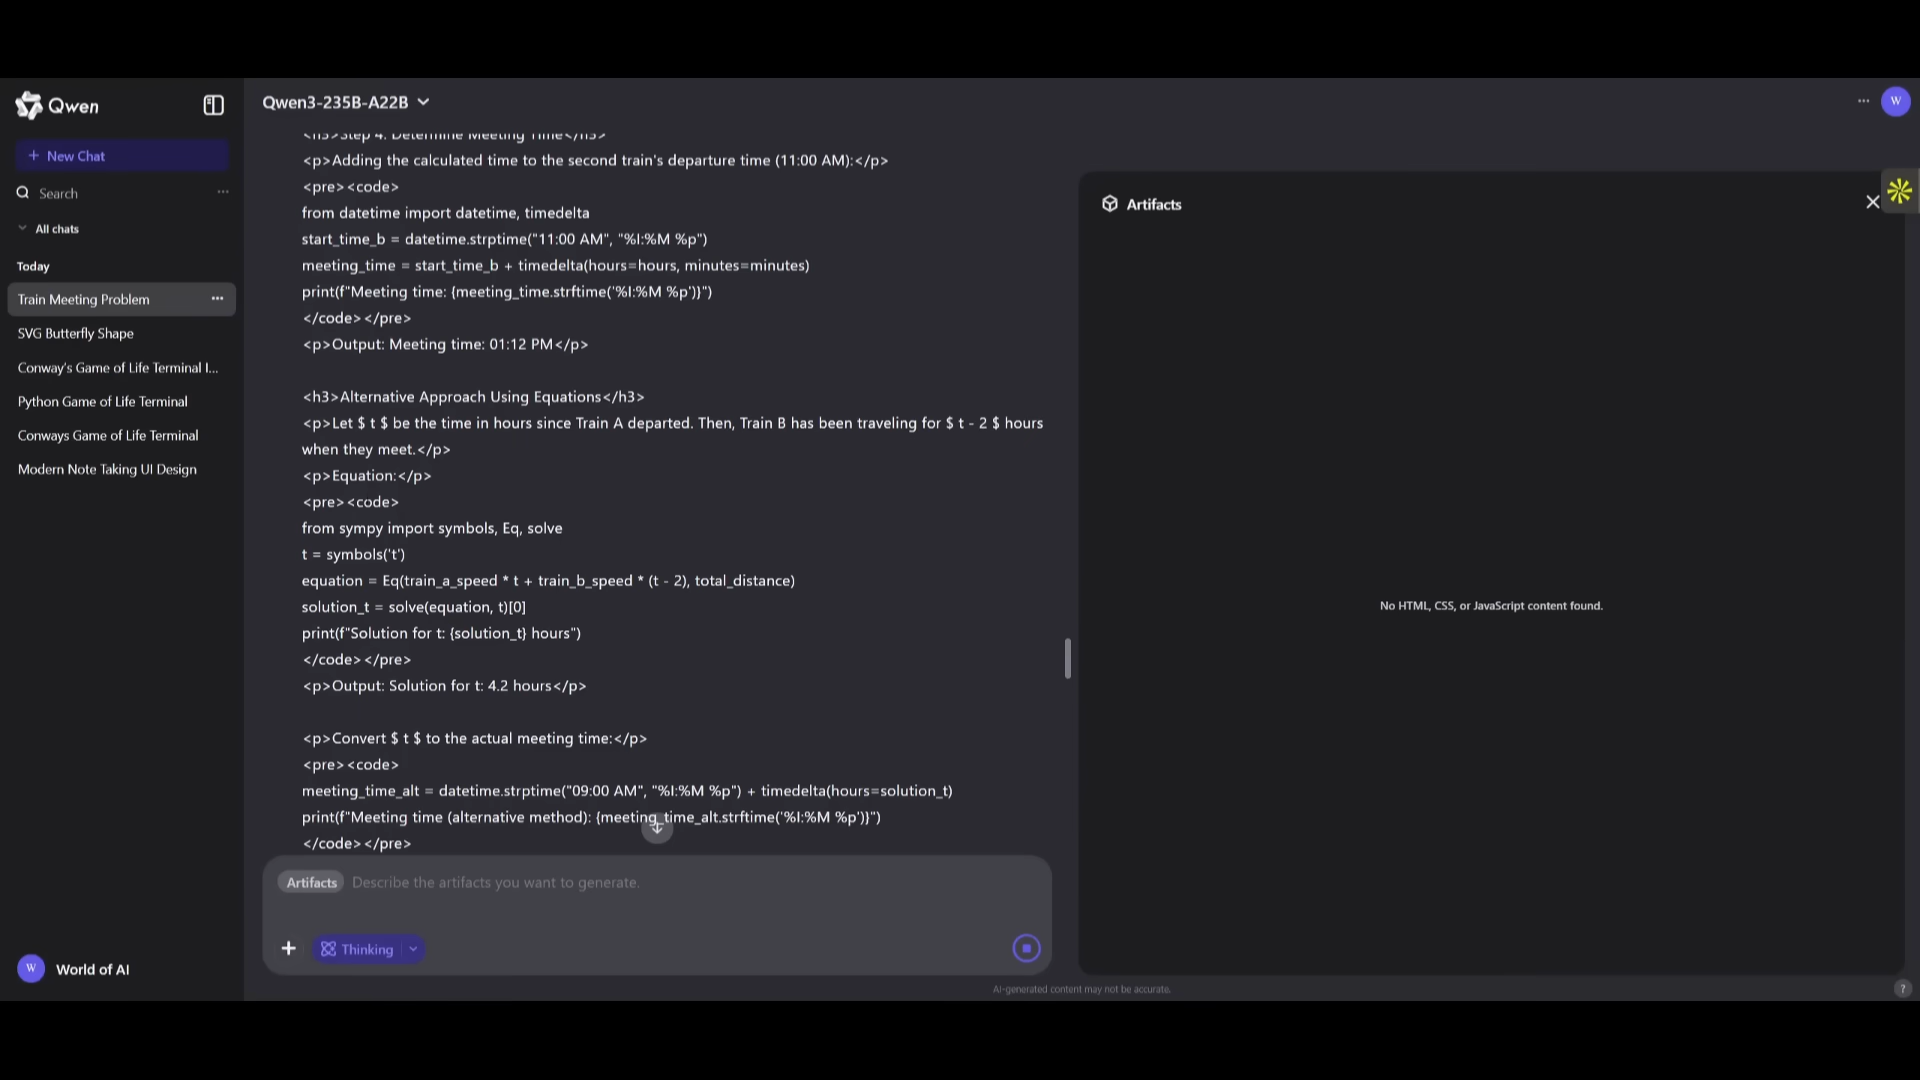 Qwen
New Chat
Search
All chats
Today
Train Meeting Problem
SVG Butterfly Shape
Conway's Game of Life Terminal I...
Python Game of Life Terminal
Conways Game of Life Terminal
Modern Note Taking UI Design
W
World of AI
Qwen3-235B-A22B
W
<h3>Step 4: Determine Meeting Time</h3>
<p>Adding the calculated time to the second train's departure time (11:00 AM):</p>
<pre><code>
from datetime import datetime, timedelta
start_time_b = datetime.strptime("11:00 AM", "%I:%M %p")
meeting_time = start_time_b + timedelta(hours=hours, minutes=minutes)
print(f"Meeting time: {meeting_time.strftime('%I:%M %p')}")
</code></pre>
<p>Output: Meeting time: 01:12 PM</p>
<h3>Alternative Approach Using Equations</h3>
<p>Let $ t $ be the time in hours since Train A departed. Then, Train B has been traveling for $ t - 2 $ hours
when they meet.</p>
<p>Equation:</p>
<pre><code>
from sympy import symbols, Eq, solve
t = symbols('t')
equation = Eq(train_a_speed * t + train_b_speed * (t - 2), total_distance)
solution_t = solve(equation, t)[0]
print(f"Solution for t: {solution_t} hours")
</code></pre>
<p>Output: Solution for t: 4.2 hours</p>
<p>Convert $ t $ to the actual meeting time:</p>
<pre><code>
meeting_time_alt = datetime.strptime("09:00 AM", "%I:%M %p") + timedelta(hours=solution_t)
print(f"Meeting time (alternative method): {meeting_time_alt.strftime('%I:%M %p')}")
</code></pre>
Artifacts Describe the artifacts you want to generate.
Thinking
Artifacts
No HTML, CSS, or JavaScript content found.
AI-generated content may not be accurate.
?